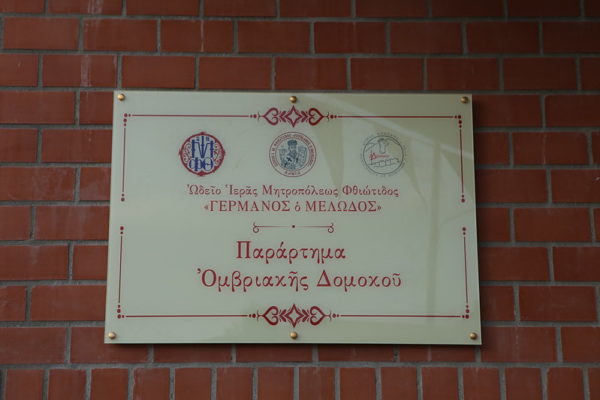 Ὠδεῖο Ἱερᾶς Μητροπόλεως Φθιώτιδος
«ΓΕΡΜΑΝΟΣ ὁ ΜΕΛΩΔΟΣ»
Παράρτημα
Ὀμβριακῆς Δομοκοῦ